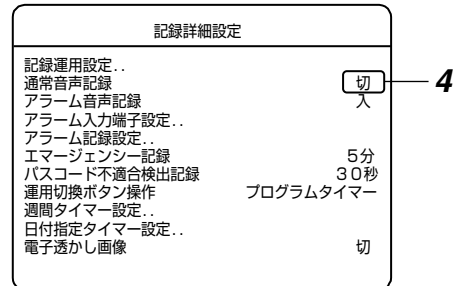 記録詳細設定
記録運用設定..
通常音声記録 切 4
アラーム音声記録 入
アラーム入力端子設定..
アラーム記録設定..
エマージェンシー記録 5分
パスコード不適合検出記録 30秒
運用切換ボタン操作 プログラムタイマー
週間タイマー設定..
日付指定タイマー設定..
電子透かし画像 切